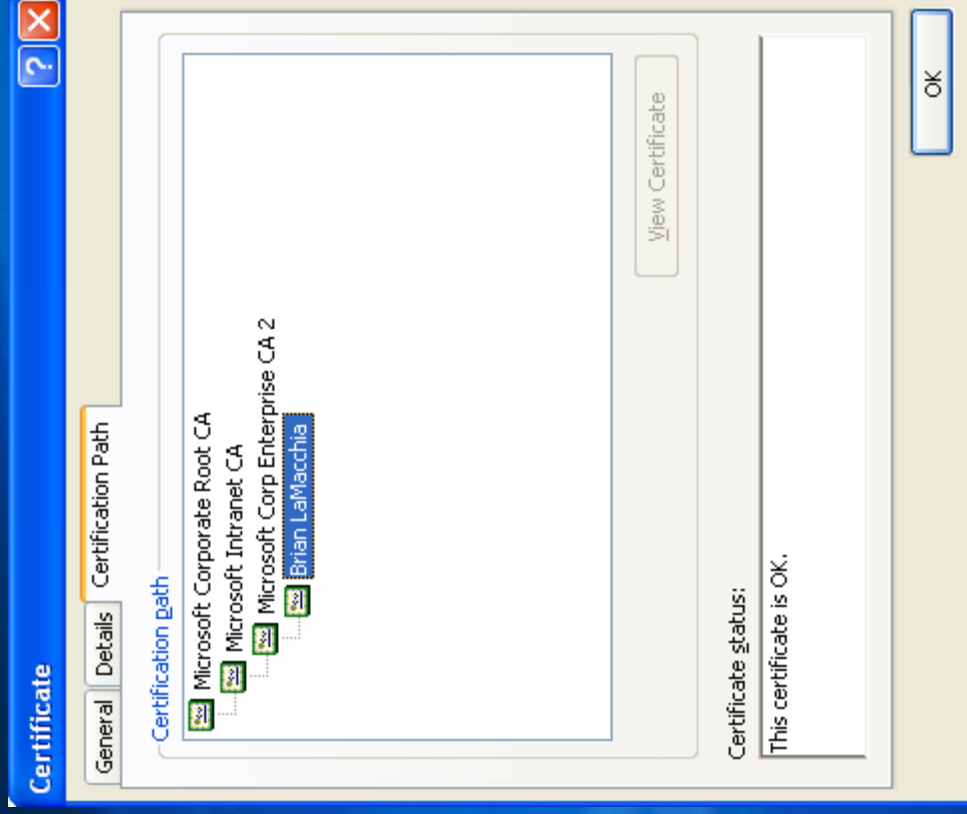 Certificate
? X
General Details Certification Path
Certification path
Microsoft Corporate Root CA
Microsoft Intranet CA
Microsoft Corp Enterprise CA 2
Brian LaMacchia
View Certificate
Certificate status:
This certificate is OK.
OK